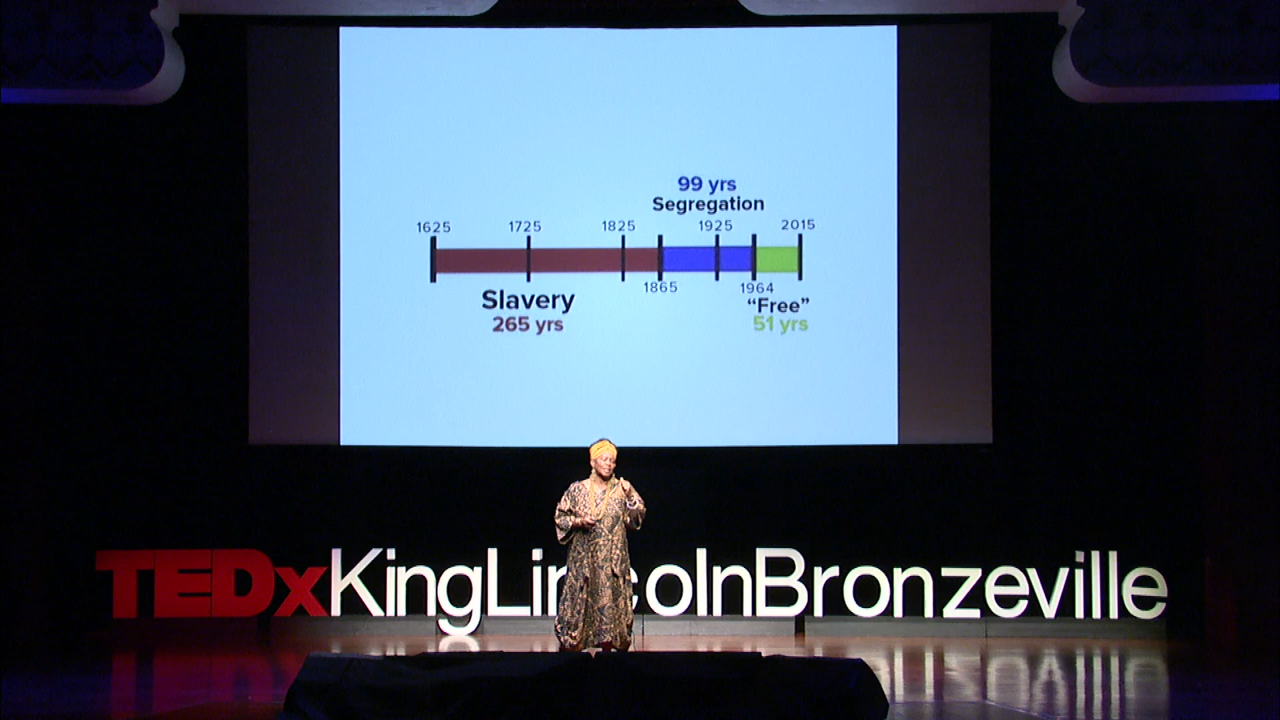 99 yrs
Segregation
1625 1725 1825 1925 2015
1865 1964
Slavery
265 yrs
“Free”
51 yrs
TEDxKingLincolnBronzeville